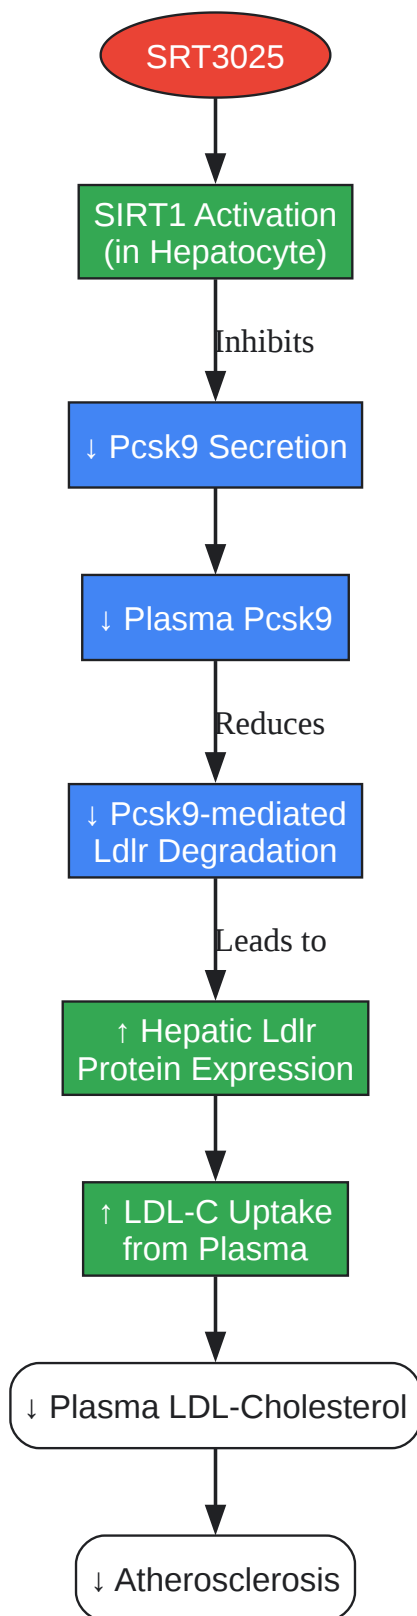 SRT3025
SIRT1 Activation
(in Hepatocyte)
Inhibits
↓ Pcsk9 Secretion
↓ Plasma Pcsk9
Reduces
↓ Pcsk9-mediated
Ldlr Degradation
Leads to
↑ Hepatic Ldlr
Protein Expression
↑ LDL-C Uptake
from Plasma
↓ Plasma LDL-Cholesterol
↓ Atherosclerosis